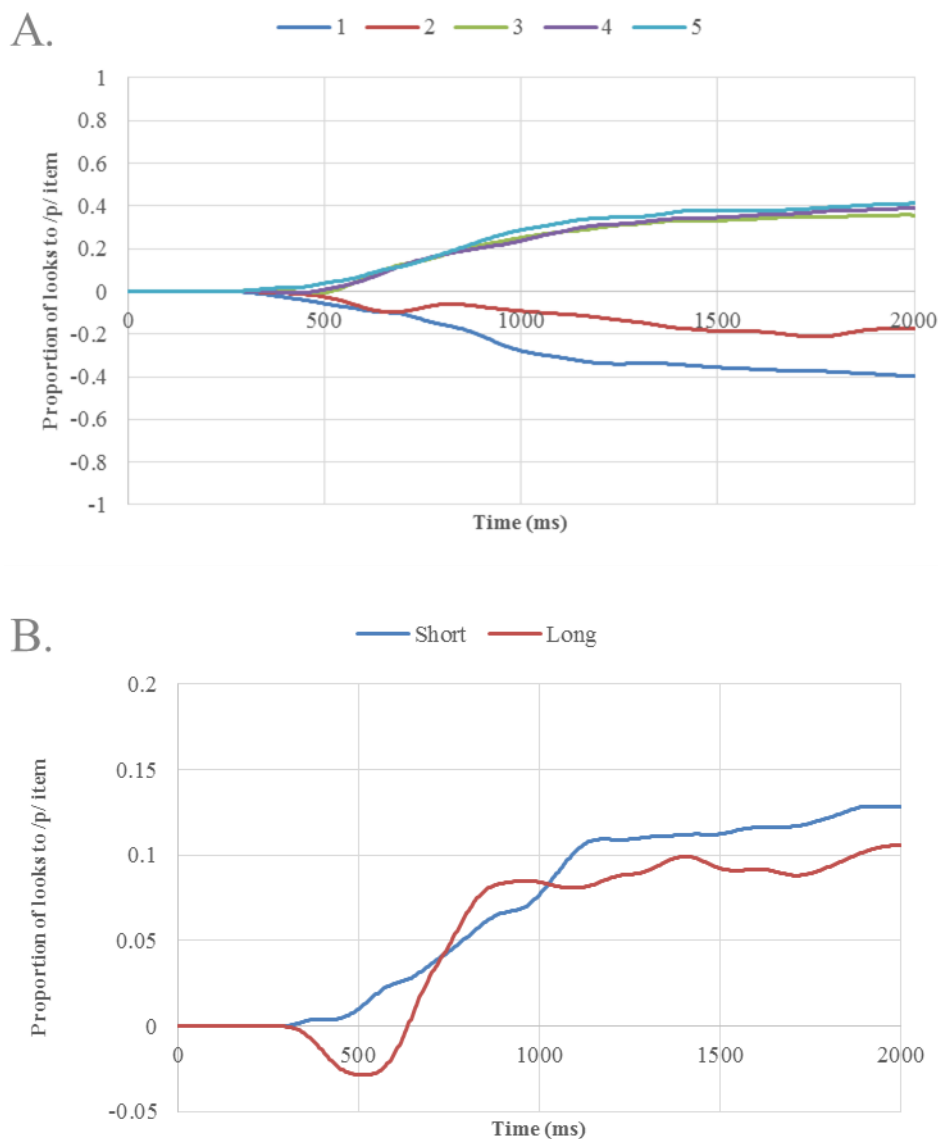 A.
1 2 3 4 5
Proportion of looks to /p/ item
1
0.8
0.6
0.4
0.2
0
-0.2
-0.4
-0.6
-0.8
-1
0 500 1000 1500 2000
Time (ms)
B.
Short Long
Proportion of looks to /p/ item
0.2
0.15
0.1
0.05
0
-0.05
0 500 1000 1500 2000
Time (ms)